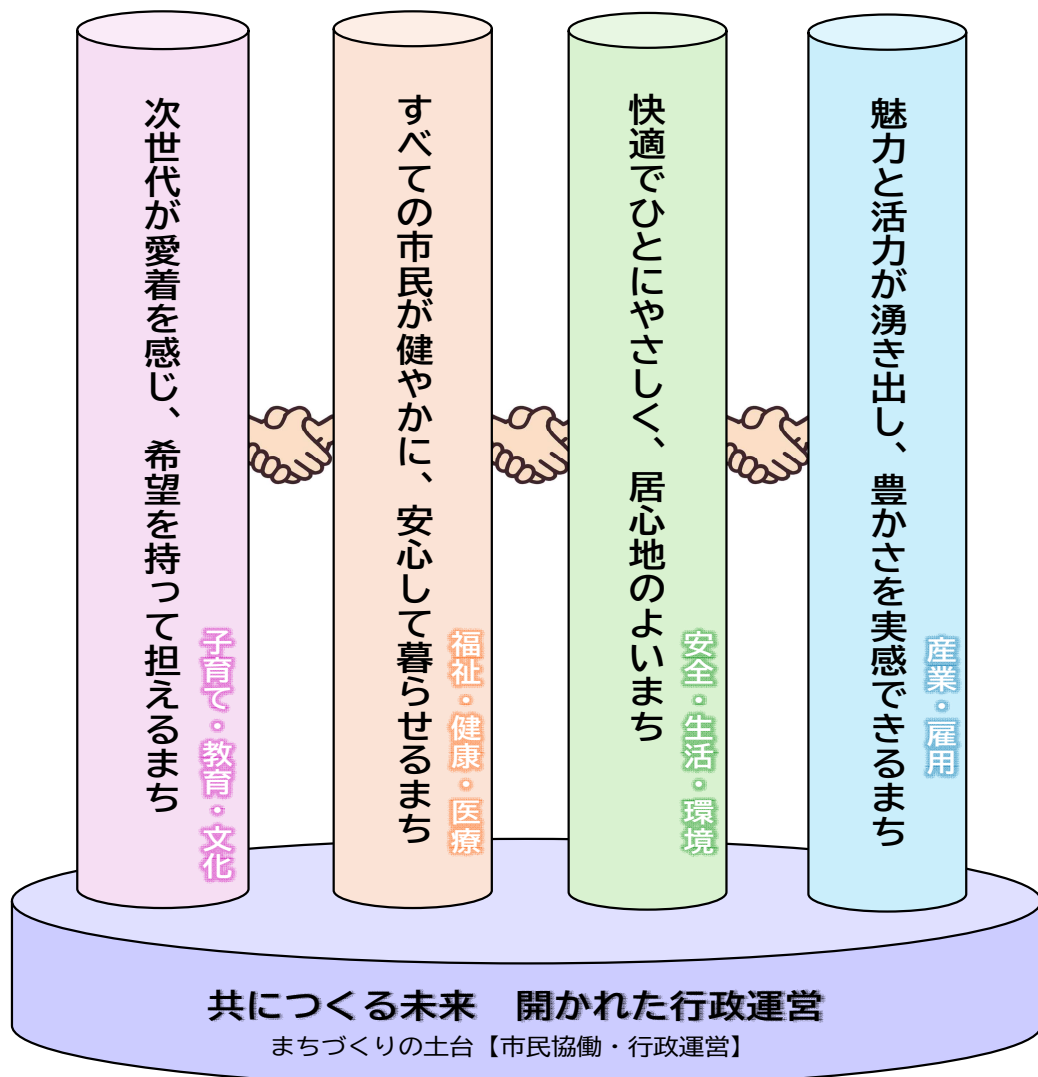 次世代が愛着を感じ、希望を持って担えるまち
子育て・教育・文化
すべての市民が健やかに、安心して暮らせるまち
福祉・健康・医療
快適でひとにやさしく、居心地のよいまち
安全・生活・環境
魅力と活力が湧き出し、豊かさを実感できるまち
産業・雇用
共につくる未来　開かれた行政運営
まちづくりの土台【市民協働・行政運営】